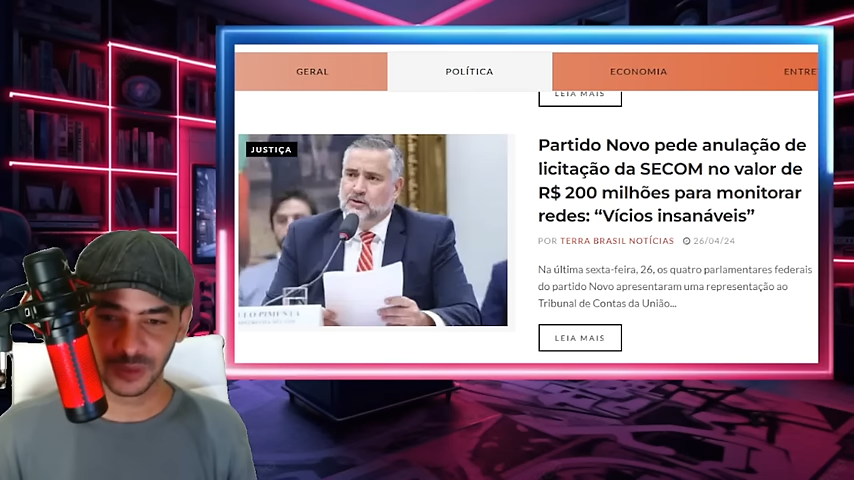 GERAL
POLÍTICA
ECONOMIA
ENTRE
LEIA MAIS
JUSTIÇA
Partido Novo pede anulação de
licitação da SECOM no valor de
R$ 200 milhões para monitorar
redes: “Vícios insanáveis”
POR TERRA BRASIL NOTÍCIAS 26/04/24
Na última sexta-feira, 26, os quatro parlamentares federais
do partido Novo apresentaram uma representação ao
Tribunal de Contas da União...
LEIA MAIS
ULO PIMENTA